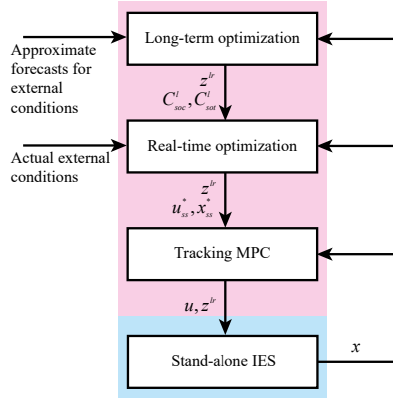 Long-term optimization
Approximate
forecasts for
external
conditions
z^{lr}
C^{l}_{soc}, C^{l}_{sot}
Real-time optimization
Actual external
conditions
z^{lr}
u^{*}_{ss}, x^{*}_{ss}
Tracking MPC
u, z^{lr}
Stand-alone IES
x